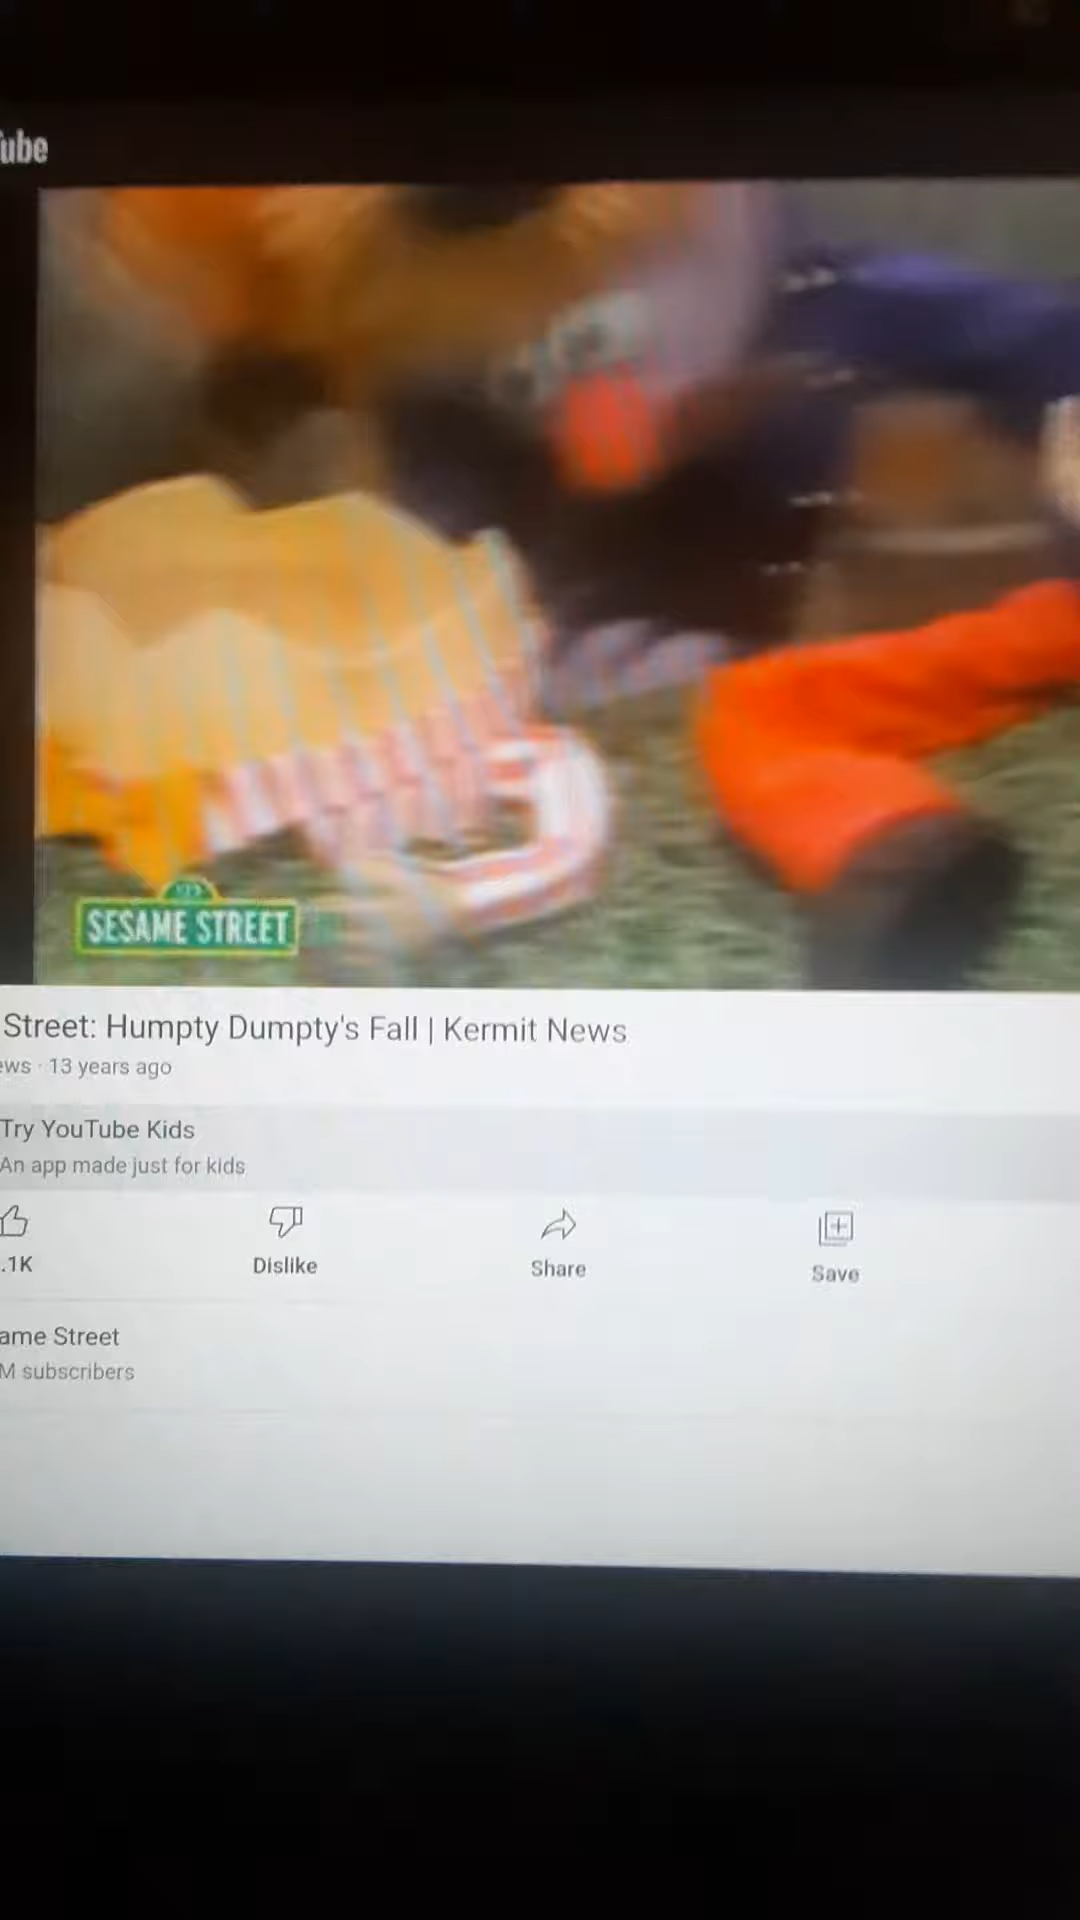 ube
SESAME STREET
Street: Humpty Dumpty's Fall | Kermit News
ews · 13 years ago
Try YouTube Kids
An app made just for kids
.1K
Dislike
Share
Save
ame Street
M subscribers